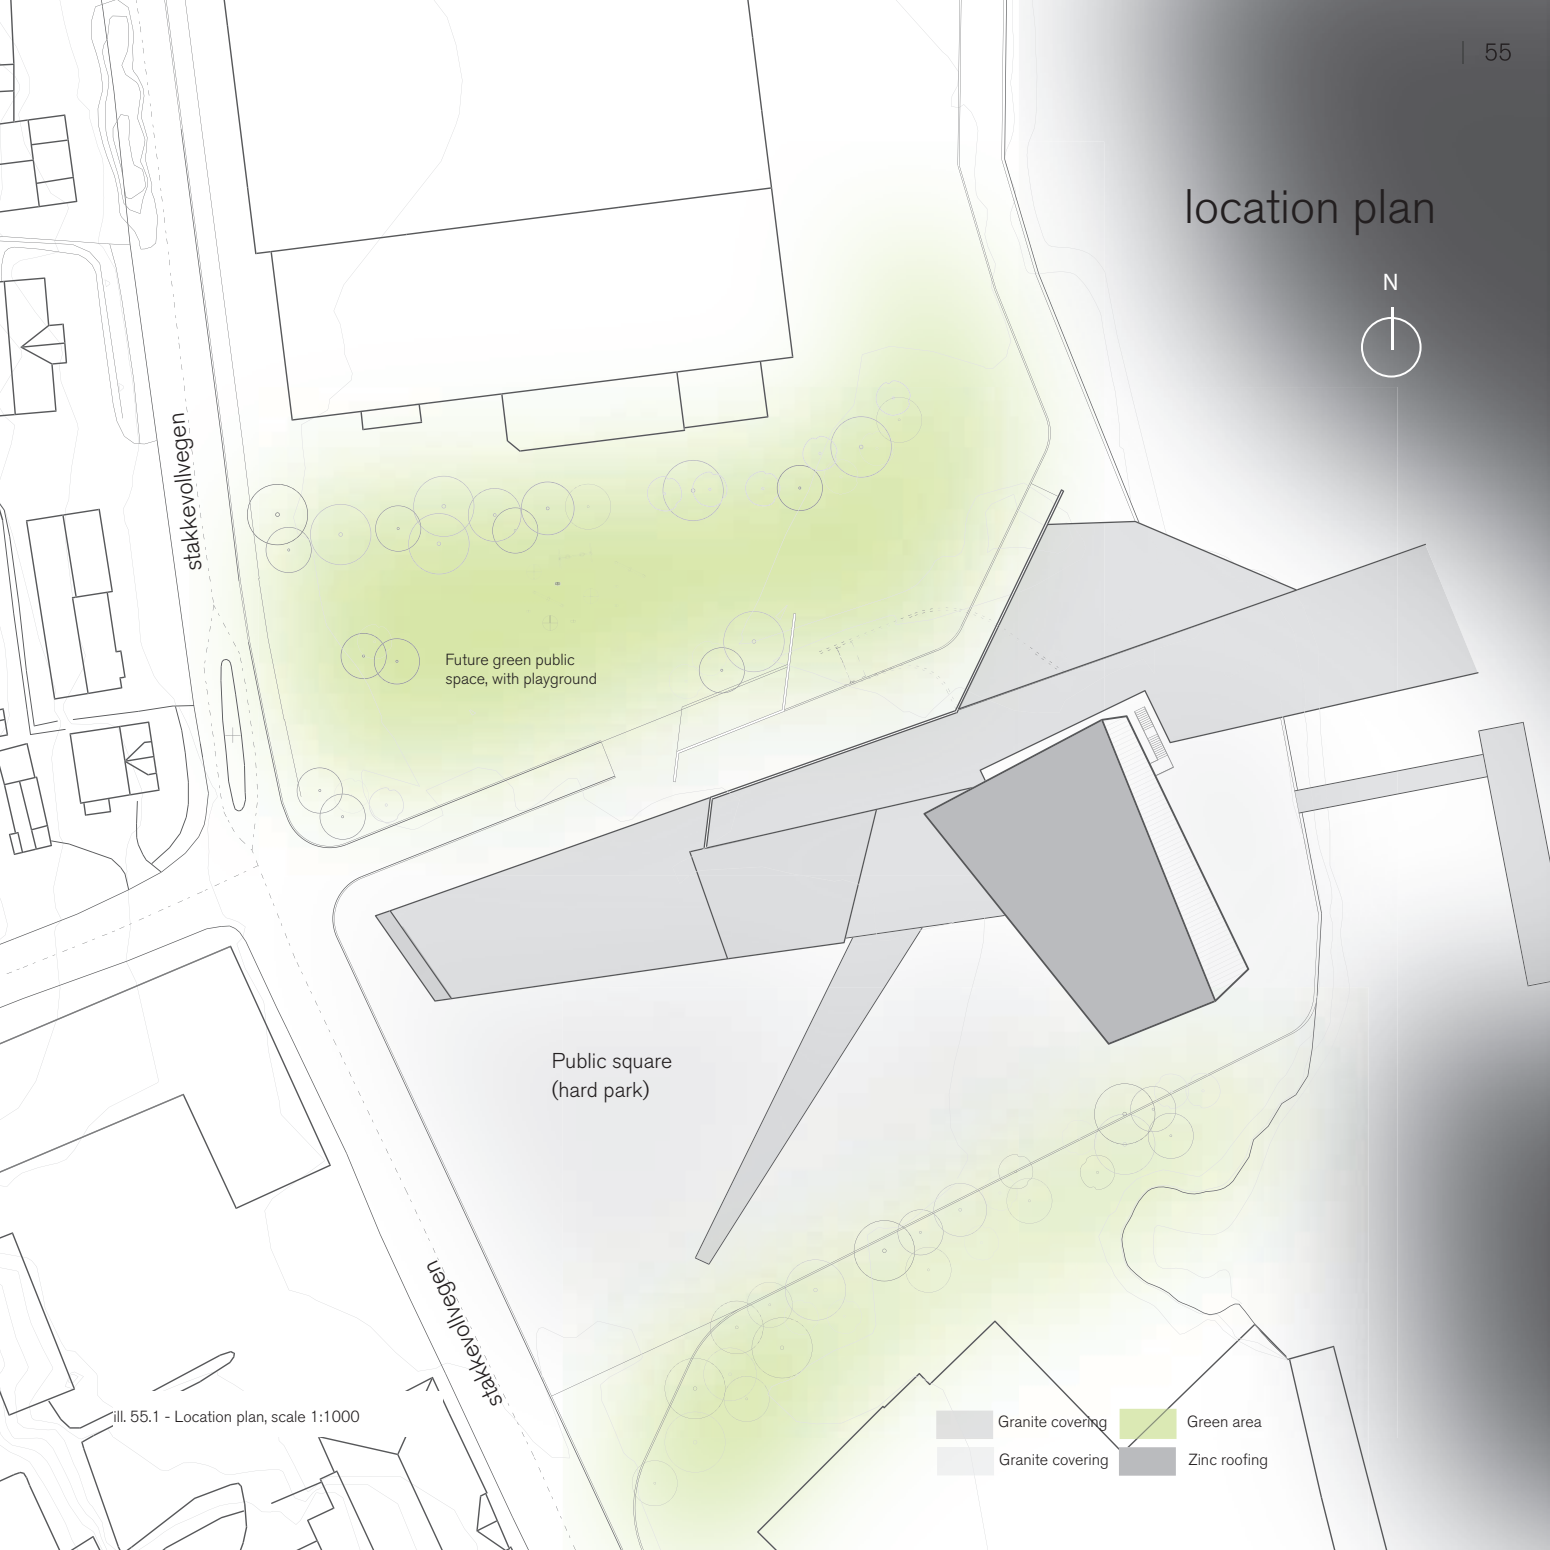 55
location plan
N
stakkevollvegen
Future green public
space, with playground
Public square
(hard park)
stakkevollvegen
ill. 55.1 - Location plan, scale 1:1000
Granite covering
Green area
Granite covering
Zinc roofing